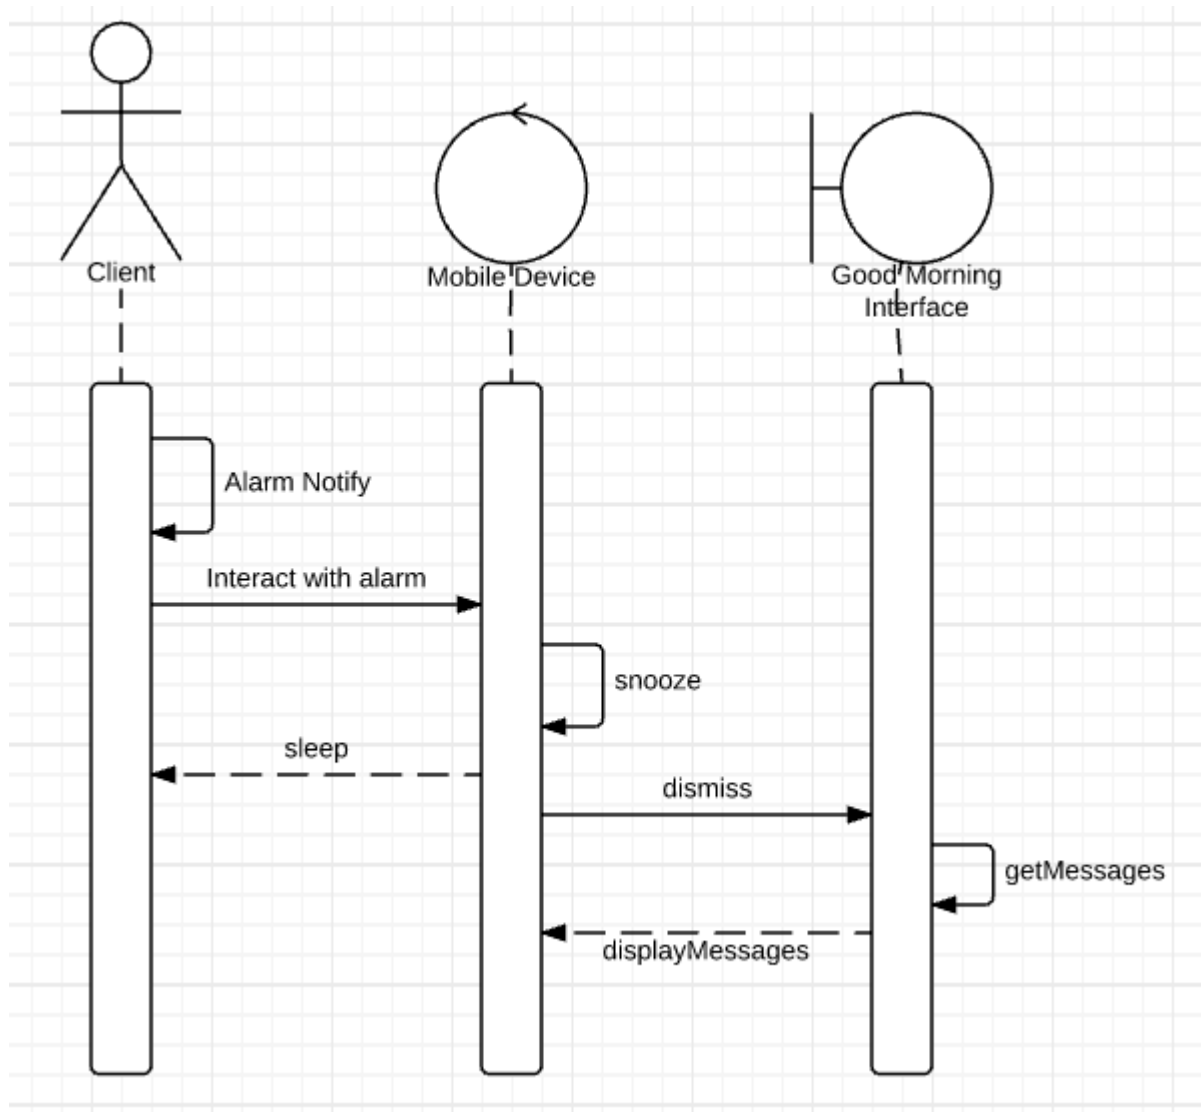 Client
Mobile Device
Good Morning
Interface
Alarm Notify
Interact with alarm
snooze
sleep
dismiss
getMessages
displayMessages